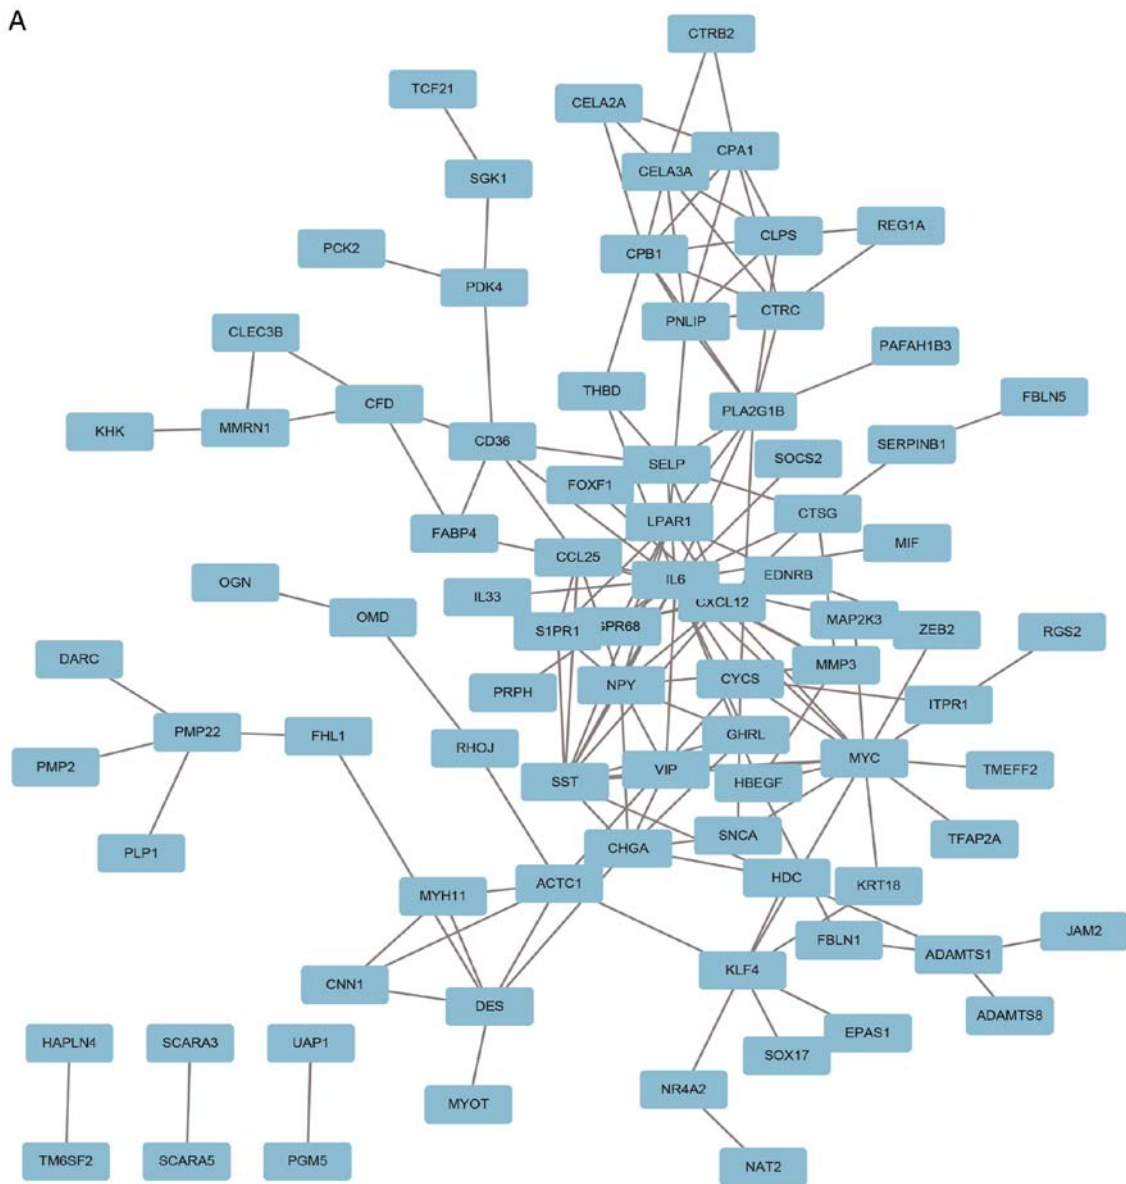 A
CTRB2
TCF21
CELA2A
CPA1
CELA3A
SGK1
REG1A
CLPS
PCK2
CPB1
PDK4
CTRC
PNLIP
CLEC3B
PAFAH1B3
THBD
FBLN5
CFD
PLA2G1B
KHK
MMRN1
CD36
SERPINB1
SELP
SOCS2
FOXF1
CTSG
LPAR1
FABP4
MIF
CCL25
EDNRB
IL6
OGN
IL33
CXCL12
OMD
MAP2K3
S1PR1
GPR68
ZEB2
RGS2
DARC
MMP3
PRPH
NPY
CYCS
ITPR1
PMP22
FHL1
GHRL
RHOJ
MYC
PMP2
VIP
TMEFF2
SST
HBEGF
SNCA
TFAP2A
PLP1
CHGA
HDC
ACTC1
KRT18
MYH11
JAM2
FBLN1
ADAMTS1
KLF4
CNN1
DES
ADAMTS8
EPAS1
HAPLN4
SCARA3
UAP1
SOX17
NR4A2
MYOT
TM6SF2
SCARA5
PGM5
NAT2